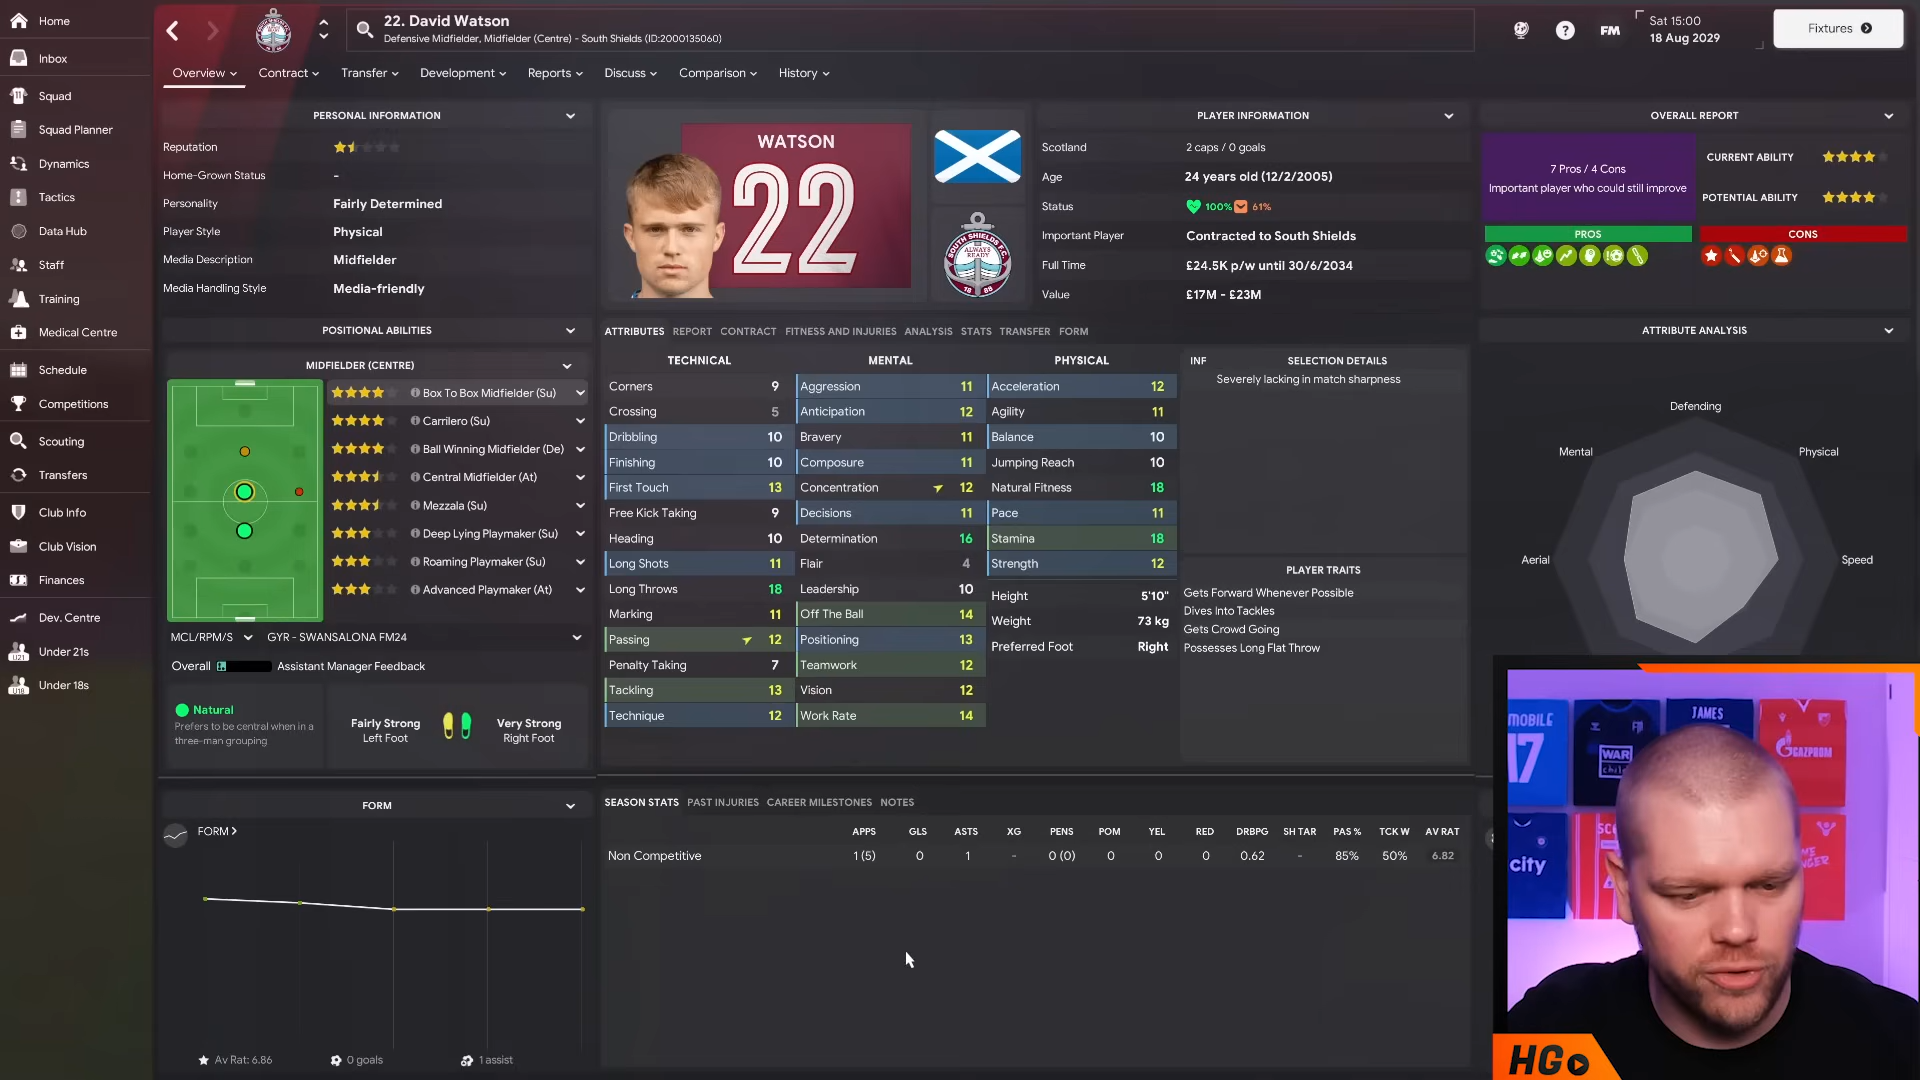 Home
Inbox
Squad
Squad Planner
Dynamics
Tactics
Data Hub
Staff
Training
Medical Centre
Schedule
Competitions
Scouting
Transfers
Club Info
Club Vision
Finances
Dev. Centre
Under 21s
Under 18s
22. David Watson
Defensive Midfielder, Midfielder (Centre) - South Shields (ID:2000135060)
FM
Sat 15:00
18 Aug 2029
Fixtures
Overview Contract Transfer Development Reports Discuss Comparison History
PERSONAL INFORMATION
Reputation
Home-Grown Status -
Personality Fairly Determined
Player Style Physical
Media Description Midfielder
Media Handling Style Media-friendly
WATSON
22
SOUTH SHIELDS F.C.
ALWAYS READY
PLAYER INFORMATION
Scotland 2 caps / 0 goals
Age 24 years old (12/2/2005)
Status 100% 61%
Important Player Contracted to South Shields
Full Time £24.5K p/w until 30/6/2034
Value £17M - £23M
OVERALL REPORT
7 Pros / 4 Cons
Important player who could still improve
CURRENT ABILITY
POTENTIAL ABILITY
PROS CONS
POSITIONAL ABILITIES
MIDFIELDER (CENTRE)
Box To Box Midfielder (Su)
Carrilero (Su)
Ball Winning Midfielder (De)
Central Midfielder (At)
Mezzala (Su)
Deep Lying Playmaker (Su)
Roaming Playmaker (Su)
Advanced Playmaker (At)
MCL/RPM/S GYR - SWANSALONA FM24
Overall Assistant Manager Feedback
Natural
Prefers to be central when in a
three-man grouping
Fairly Strong
Left Foot
Very Strong
Right Foot
ATTRIBUTES REPORT CONTRACT FITNESS AND INJURIES ANALYSIS STATS TRANSFER FORM
TECHNICAL
Corners 9
Crossing 5
Dribbling 10
Finishing 10
First Touch 13
Free Kick Taking 9
Heading 10
Long Shots 11
Long Throws 18
Marking 11
Passing 12
Penalty Taking 7
Tackling 13
Technique 12
MENTAL
Aggression 11
Anticipation 12
Bravery 11
Composure 11
Concentration 12
Decisions 11
Determination 16
Flair 4
Leadership 10
Off The Ball 14
Positioning 13
Teamwork 12
Vision 12
Work Rate 14
PHYSICAL
Acceleration 12
Agility 11
Balance 10
Jumping Reach 10
Natural Fitness 18
Pace 11
Stamina 18
Strength 12
Height 5'10"
Weight 73 kg
Preferred Foot Right
INF SELECTION DETAILS
Severely lacking in match sharpness
PLAYER TRAITS
Gets Forward Whenever Possible
Dives Into Tackles
Gets Crowd Going
Possesses Long Flat Throw
ATTRIBUTE ANALYSIS
Defending
Mental Physical
Aerial Speed
FORM
FORM
Av Rat: 6.86 0 goals 1 assist
SEASON STATS PAST INJURIES CAREER MILESTONES NOTES
APPS GLS ASTS XG PENS POM YEL RED DRBPG SH TAR PAS % TCK W AV RAT
Non Competitive 1 (5) 0 1 - 0 (0) 0 0 0 0.62 - 85% 50% 6.82
MOBILE
17
WAR
JAMES
GAZPROM
city
HGO